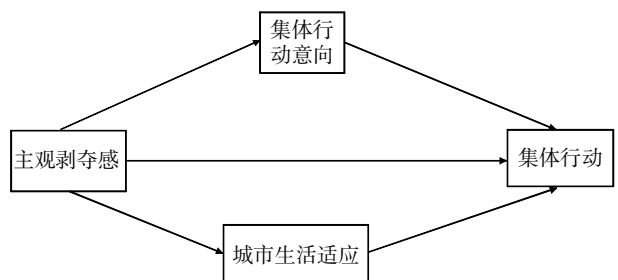 集体行
动意向
主观剥夺感
集体行动
城市生活适应